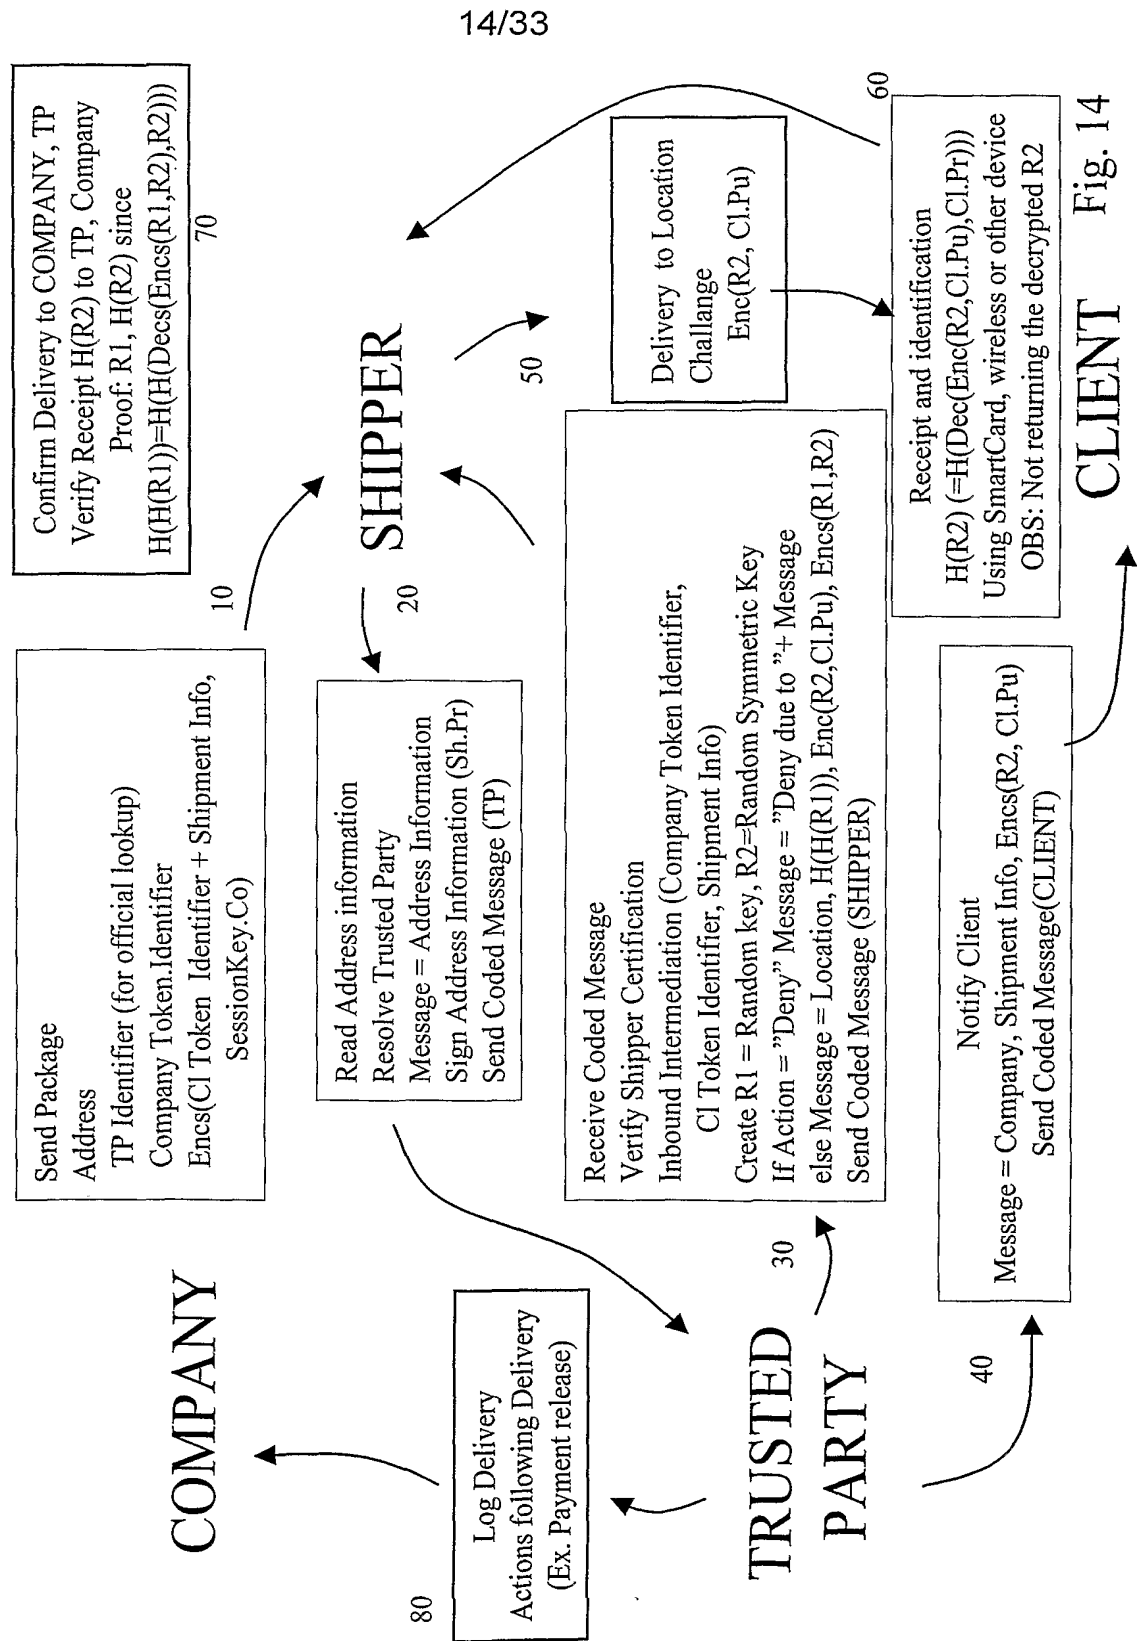 14/33
COMPANY
Send Package
Address
TP Identifier (for official lookup)
Company Token.Identifier
Encs(Cl Token Identifier + Shipment Info,
SessionKey.Co)
10
Confirm Delivery to COMPANY, TP
Verify Receipt H(R2) to TP, Company
Proof: R1, H(R2) since
H(H(R1))=H(H(Decs(Encs(R1,R2),R2)))
70
SHIPPER
20
Read Address information
Resolve Trusted Party
Message = Address Information
Sign Address Information (Sh.Pr)
Send Coded Message (TP)
80
Log Delivery
Actions following Delivery
(Ex. Payment release)
50
Delivery to Location
Challange
Enc(R2, Cl.Pu)
Receive Coded Message
Verify Shipper Certification
Inbound Intermediation (Company Token Identifier,
Cl Token Identifier, Shipment Info)
Create R1 = Random key, R2=Random Symmetric Key
If Action = "Deny" Message = "Deny due to "+ Message
else Message = Location, H(H(R1)), Enc(R2,Cl.Pu), Encs(R1,R2)
Send Coded Message (SHIPPER)
30
TRUSTED
PARTY
40
Notify Client
Message = Company, Shipment Info, Encs(R2, Cl.Pu)
Send Coded Message(CLIENT)
60
Receipt and identification
H(R2) (=H(Dec(Enc(R2,Cl.Pu),Cl.Pr)))
Using SmartCard, wireless or other device
OBS: Not returning the decrypted R2
CLIENT
Fig. 14